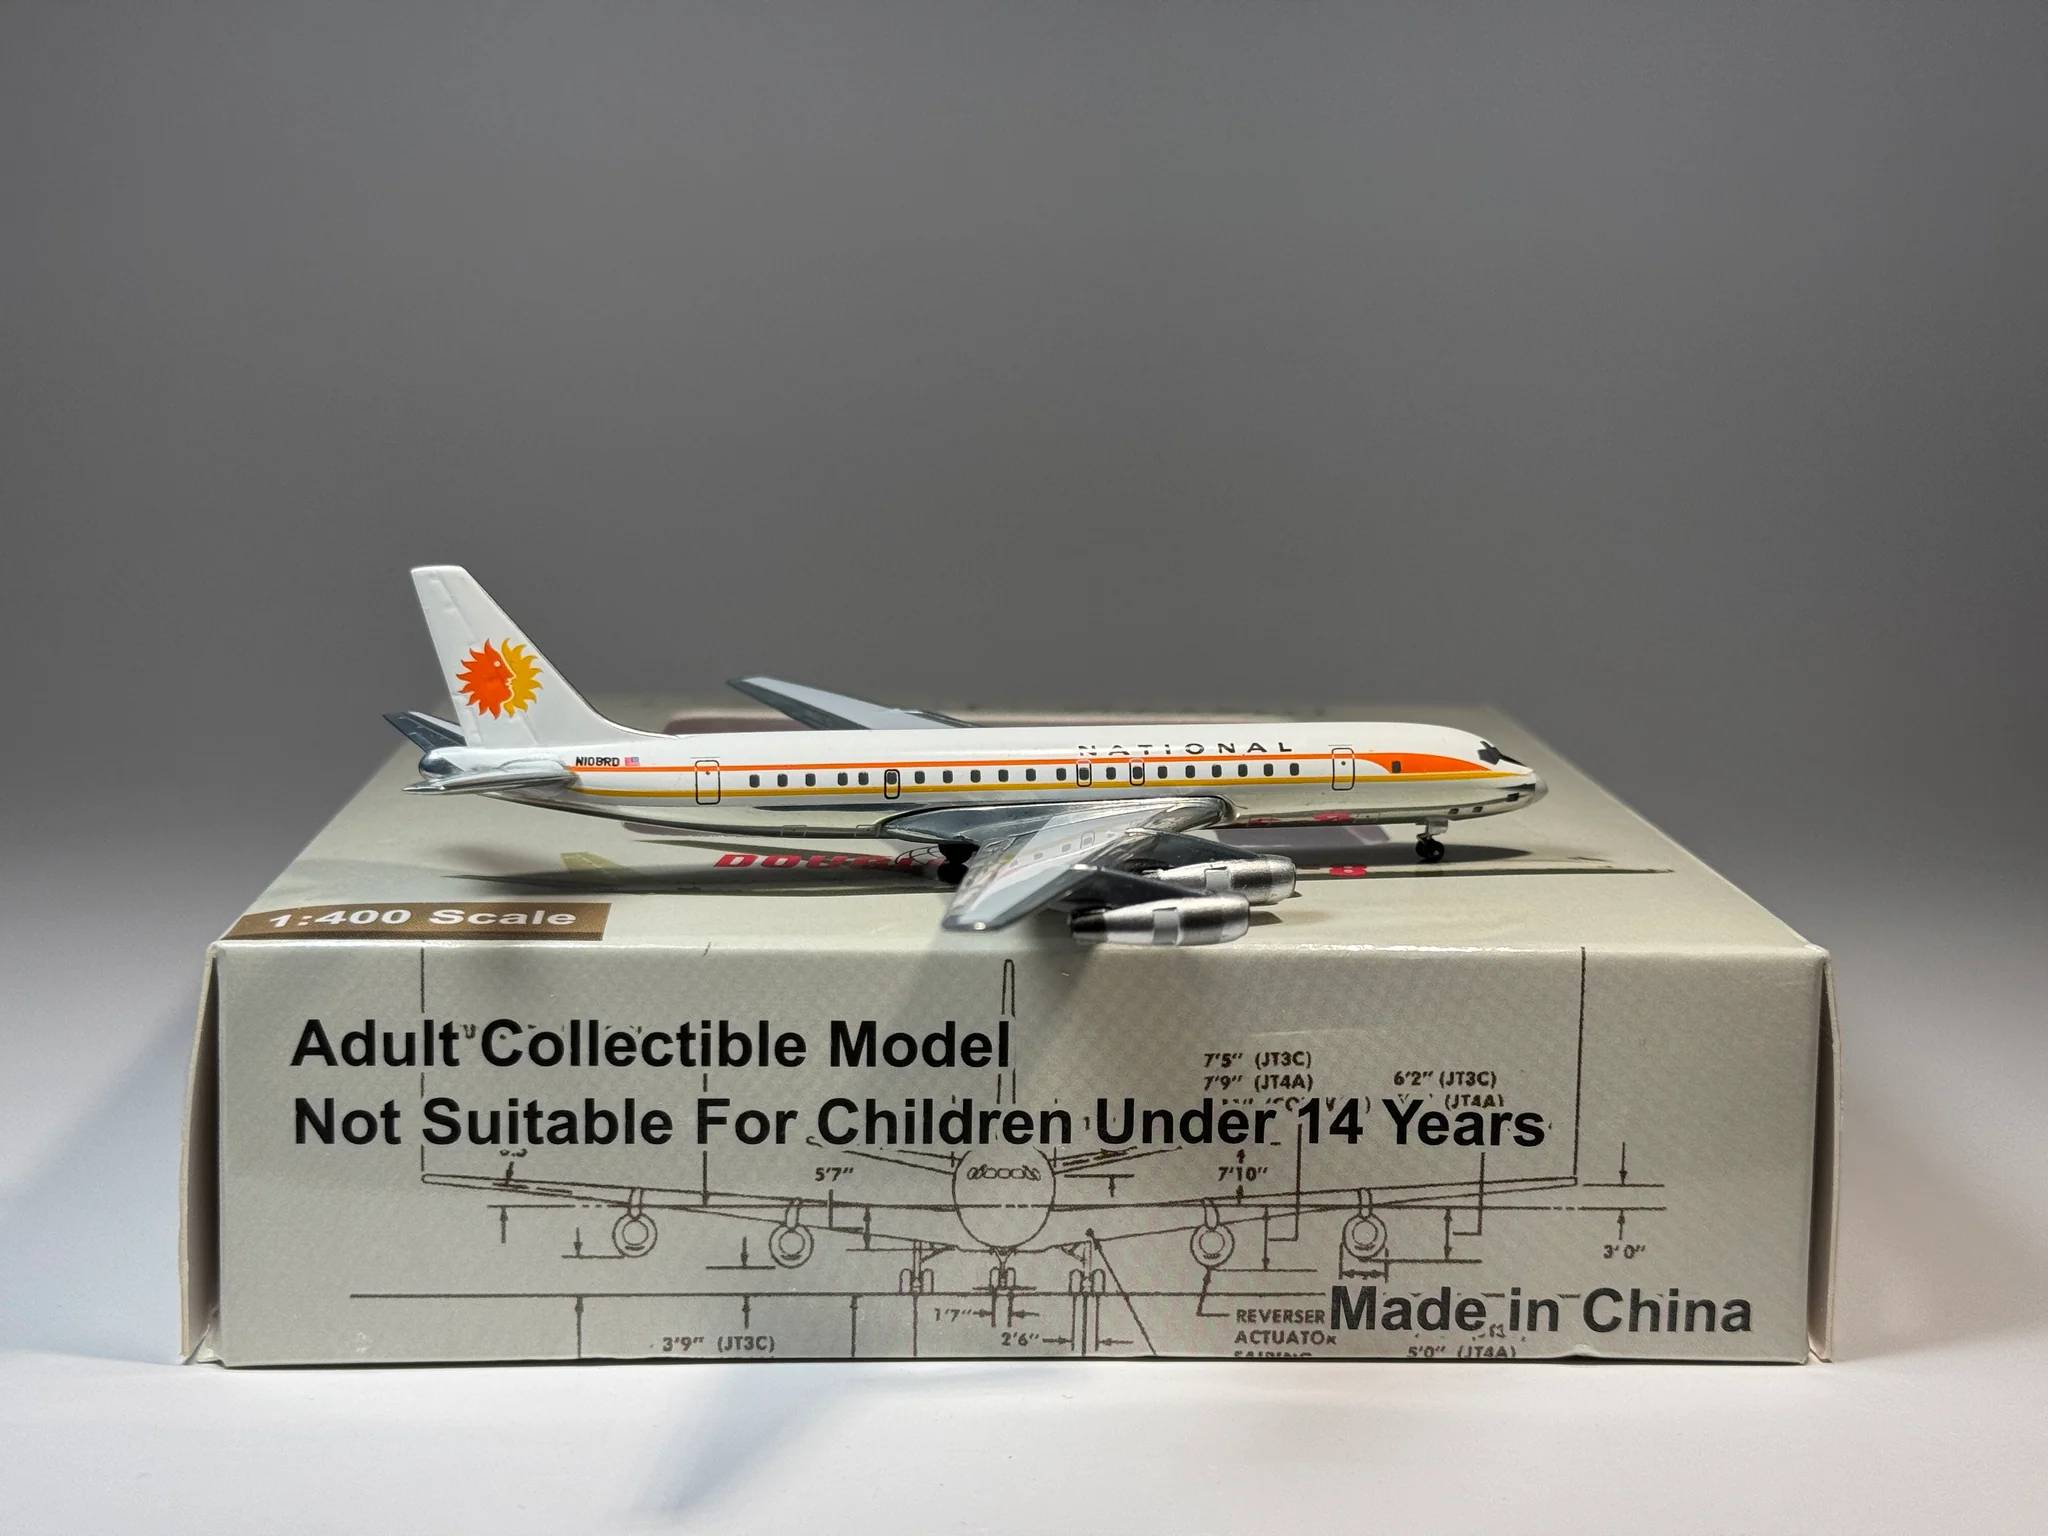 NATIONAL
N108RD
1:400 Scale
Adult Collectible Model
Not Suitable For Children Under 14 Years
7'5" (JT3C)
7'9" (JT4A)
6'2" (JT3C)
(JT4A)
5'7"
7'10"
3'0"
1'7"
2'6"
REVERSER
ACTUATOR
Made in China
3'9" (JT3C)
5'0" (JT4A)